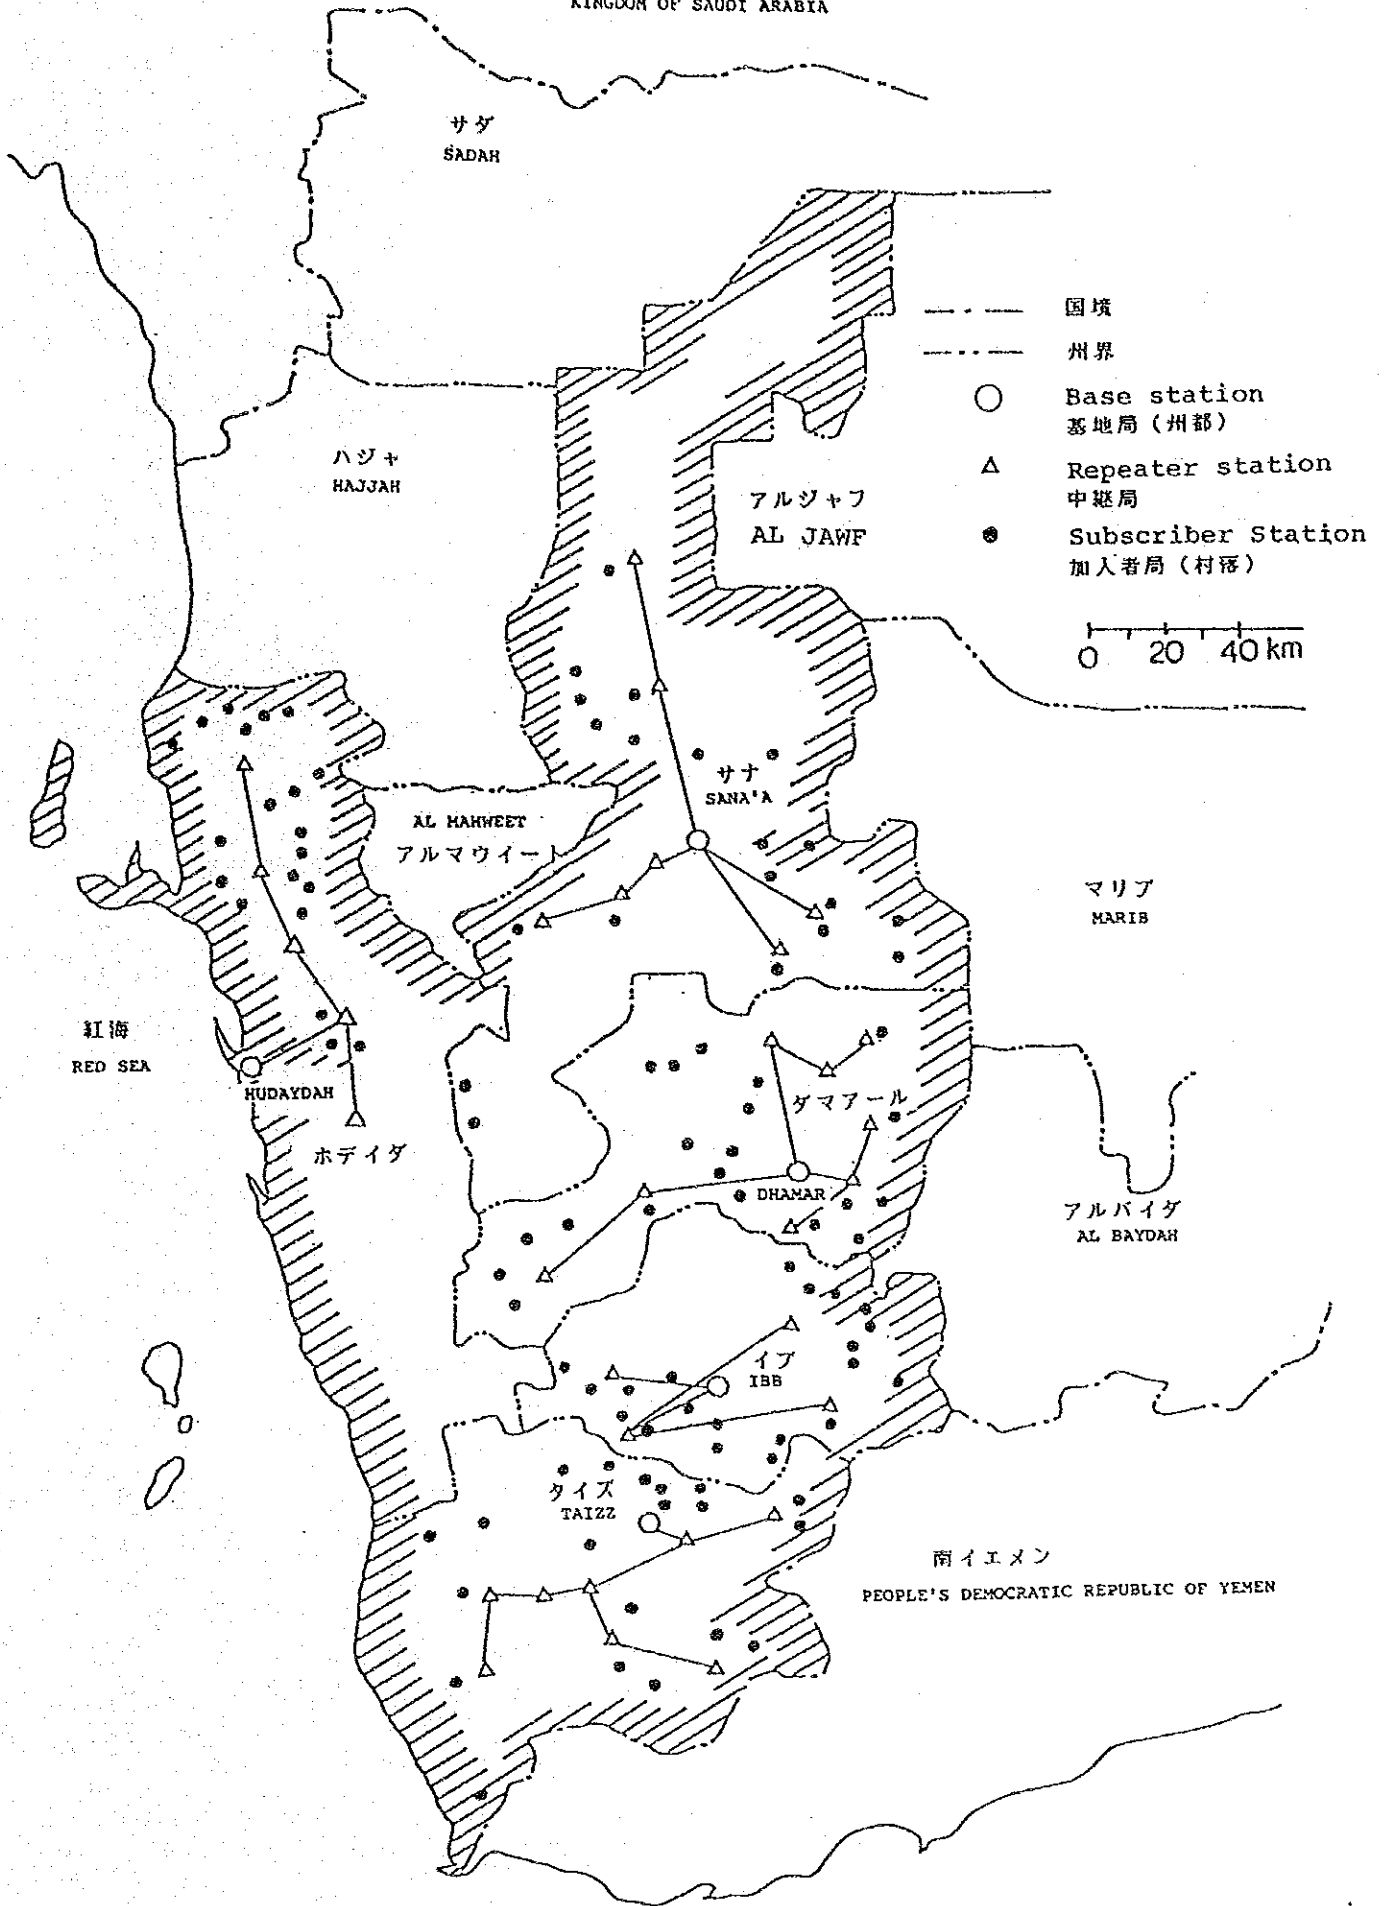 KINGDOM OF SAUDI ARABIA
サダ
SADAH
国境
州界
Base station
基地局(州都)
ハジャ
HAJJAH
Repeater station
中継局
アルジャフ
AL JAWF
Subscriber Station
加入者局(村落)
0 20 40 km
サナ
SANA'A
AL MAHWEET
アルマウイート
マリブ
MARIB
紅海
RED SEA
HUDAYDAH
ホデイダ
ダマアール
DHAMAR
アルバイダ
AL BAYDAH
イブ
IBB
タイズ
TAIZZ
南イエメン
PEOPLE'S DEMOCRATIC REPUBLIC OF YEMEN